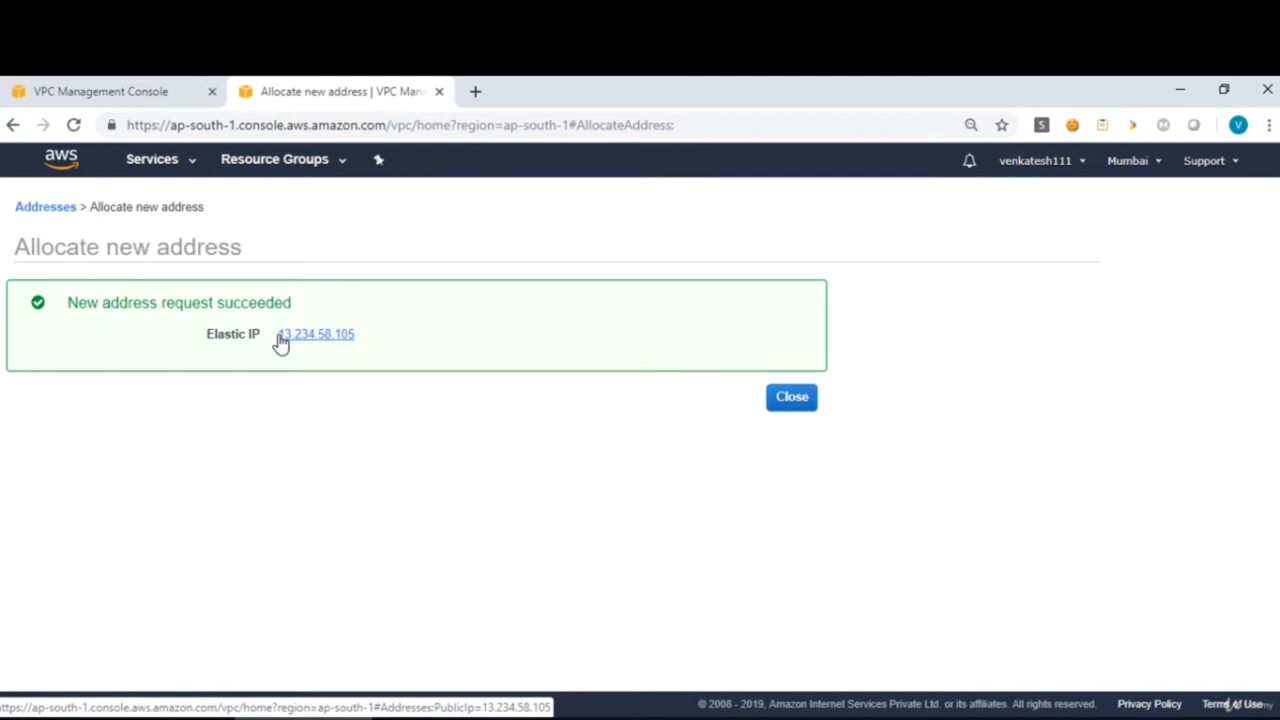 VPC Management Console
Allocate new address | VPC Man
https://ap-south-1.console.aws.amazon.com/vpc/home?region=ap-south-1#AllocateAddress:
S
V
aws
Services
Resource Groups
venkatesh111
Mumbai
Support
Addresses > Allocate new address
Allocate new address
New address request succeeded
Elastic IP 13.234.58.105
Close
https://ap-south-1.console.aws.amazon.com/vpc/home?region=ap-south-1#Addresses:PublicIp=13.234.58.105
© 2008 - 2019, Amazon Internet Services Private Ltd. or its affiliates. All rights reserved.
Privacy Policy
Terms of Use